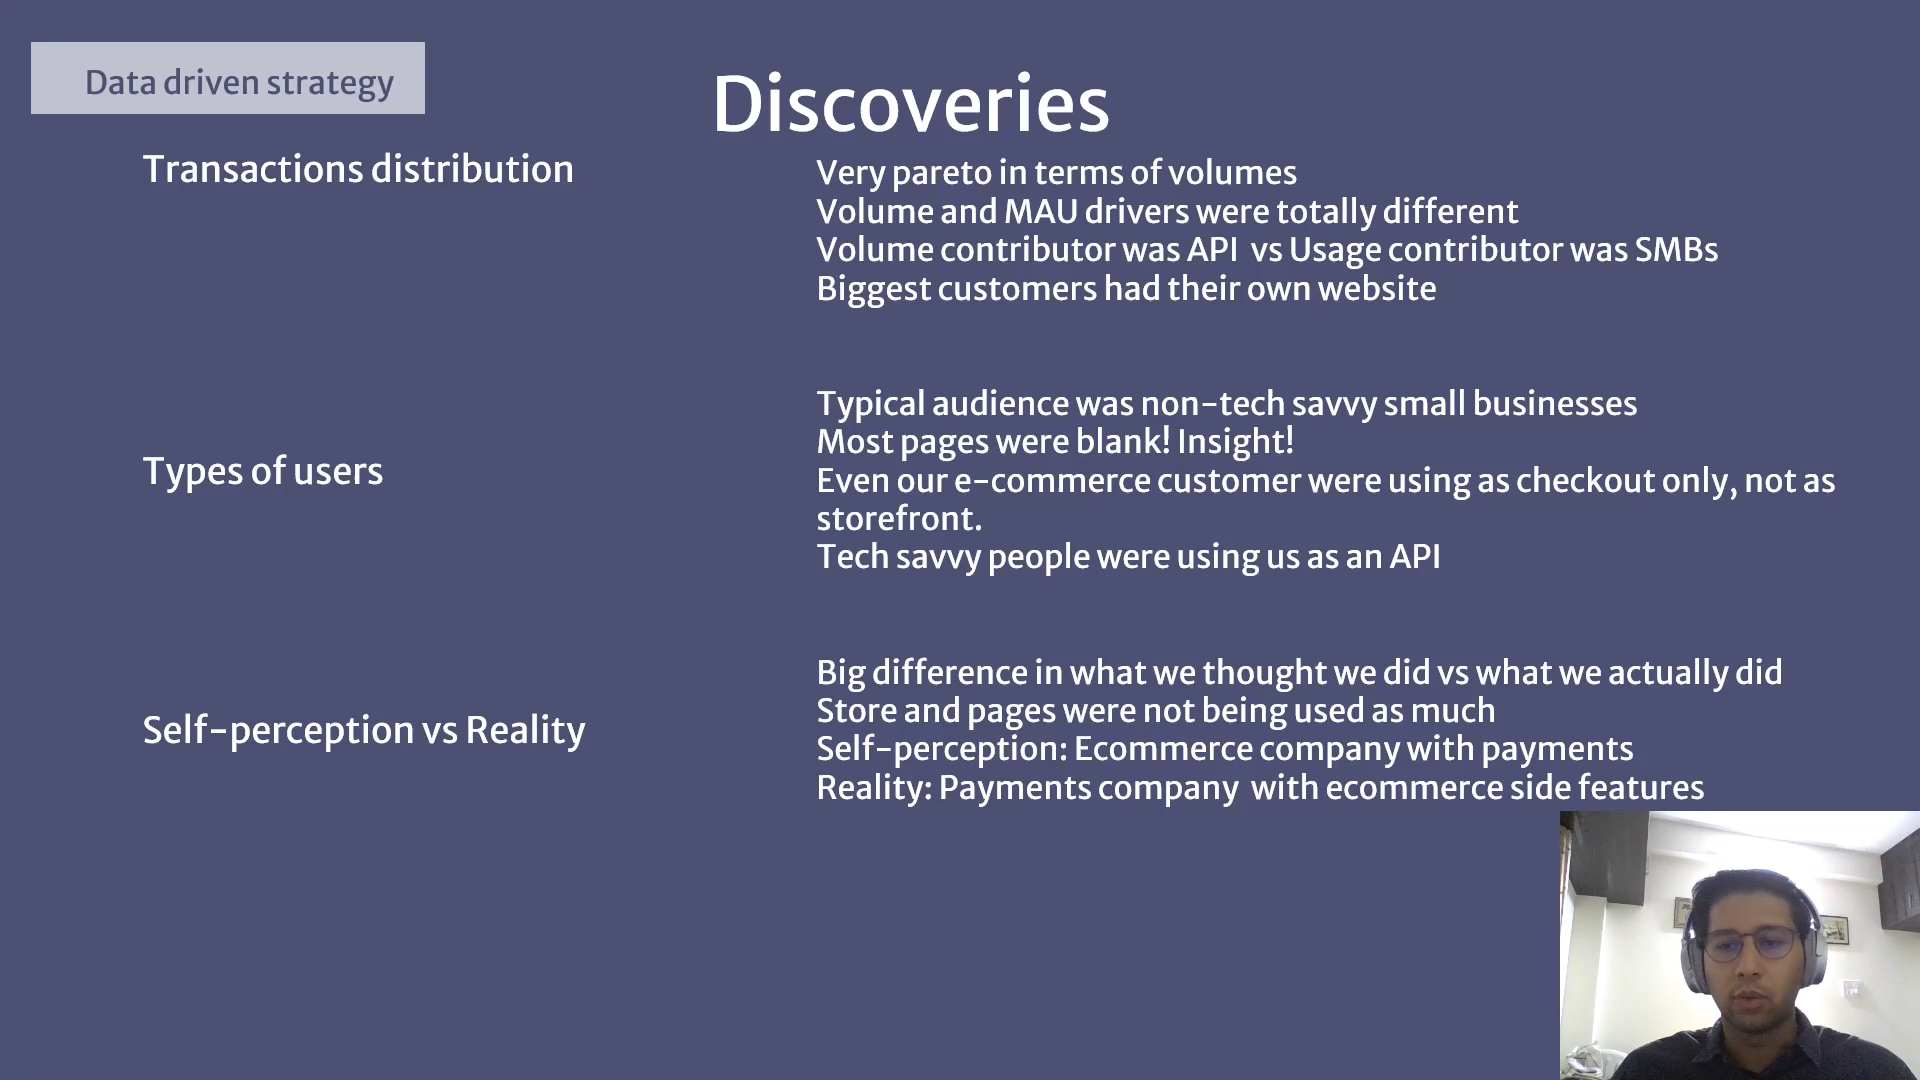 Data driven strategy
Discoveries
Transactions distribution
Very pareto in terms of volumes
Volume and MAU drivers were totally different
Volume contributor was API  vs Usage contributor was SMBs
Biggest customers had their own website
Types of users
Typical audience was non-tech savvy small businesses
Most pages were blank! Insight!
Even our e-commerce customer were using as checkout only, not as
storefront.
Tech savvy people were using us as an API
Self-perception vs Reality
Big difference in what we thought we did vs what we actually did
Store and pages were not being used as much
Self-perception: Ecommerce company with payments
Reality: Payments company  with ecommerce side features